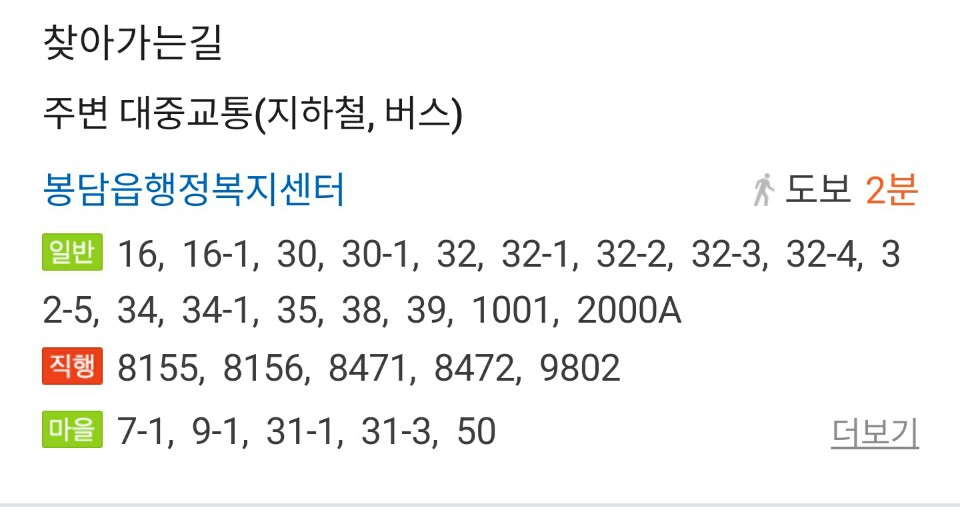 찾아가는길
주변 대중교통(지하철, 버스)
봉담읍행정복지센터 도보 2분
일반 16, 16-1, 30, 30-1, 32, 32-1, 32-2, 32-3, 32-4, 3
2-5, 34, 34-1, 35, 38, 39, 1001, 2000A
직행 8155, 8156, 8471, 8472, 9802
마을 7-1, 9-1, 31-1, 31-3, 50 더보기